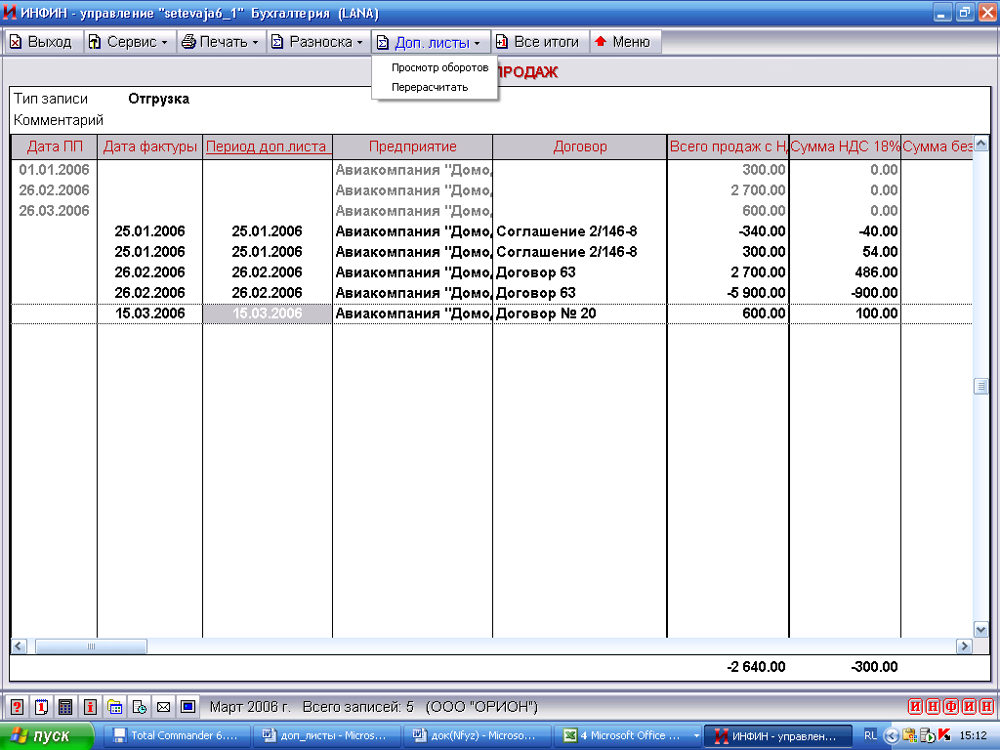 ИНФИН - управление "setevaja6_1" Бухгалтерия (LANA)
Выход Сервис Печать Разноска Доп. листы Все итоги Меню
Просмотр оборотов
Перерасчитать
ПРОДАЖ
Тип записи Отгрузка
Комментарий
Дата ПП Дата фактуры Период доп.листа Предприятие Договор Всего продаж с НД Сумма НДС 18% Сумма без
01.01.2006 Авиакомпания "Домо, 300.00 0.00
26.02.2006 Авиакомпания "Домо, 2 700.00 0.00
26.03.2006 Авиакомпания "Домо, 600.00 0.00
25.01.2006 25.01.2006 Авиакомпания "Домо, Соглашение 2/146-8 -340.00 -40.00
25.01.2006 25.01.2006 Авиакомпания "Домо, Соглашение 2/146-8 300.00 54.00
26.02.2006 26.02.2006 Авиакомпания "Домо, Договор 63 2 700.00 486.00
26.02.2006 26.02.2006 Авиакомпания "Домо, Договор 63 -5 900.00 -900.00
15.03.2006 15.03.2006 Авиакомпания "Домо, Договор № 20 600.00 100.00
-2 640.00 -300.00
Март 2006 г. Всего записей: 5 (ООО "ОРИОН") ИНФИН
пуск Total Commander 6.... доп_листы - Micros... док(Nfyz) - Microso... 4 Microsoft Office ... ИНФИН - управлен... RL 15:12